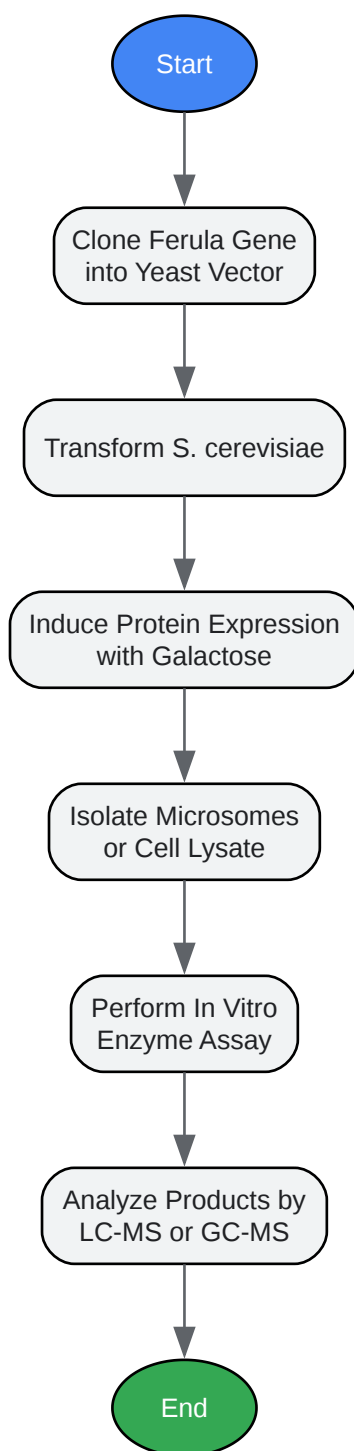 Start
Clone Ferula Gene
into Yeast Vector
Transform S. cerevisiae
Induce Protein Expression
with Galactose
Isolate Microsomes
or Cell Lysate
Perform In Vitro
Enzyme Assay
Analyze Products by
LC-MS or GC-MS
End